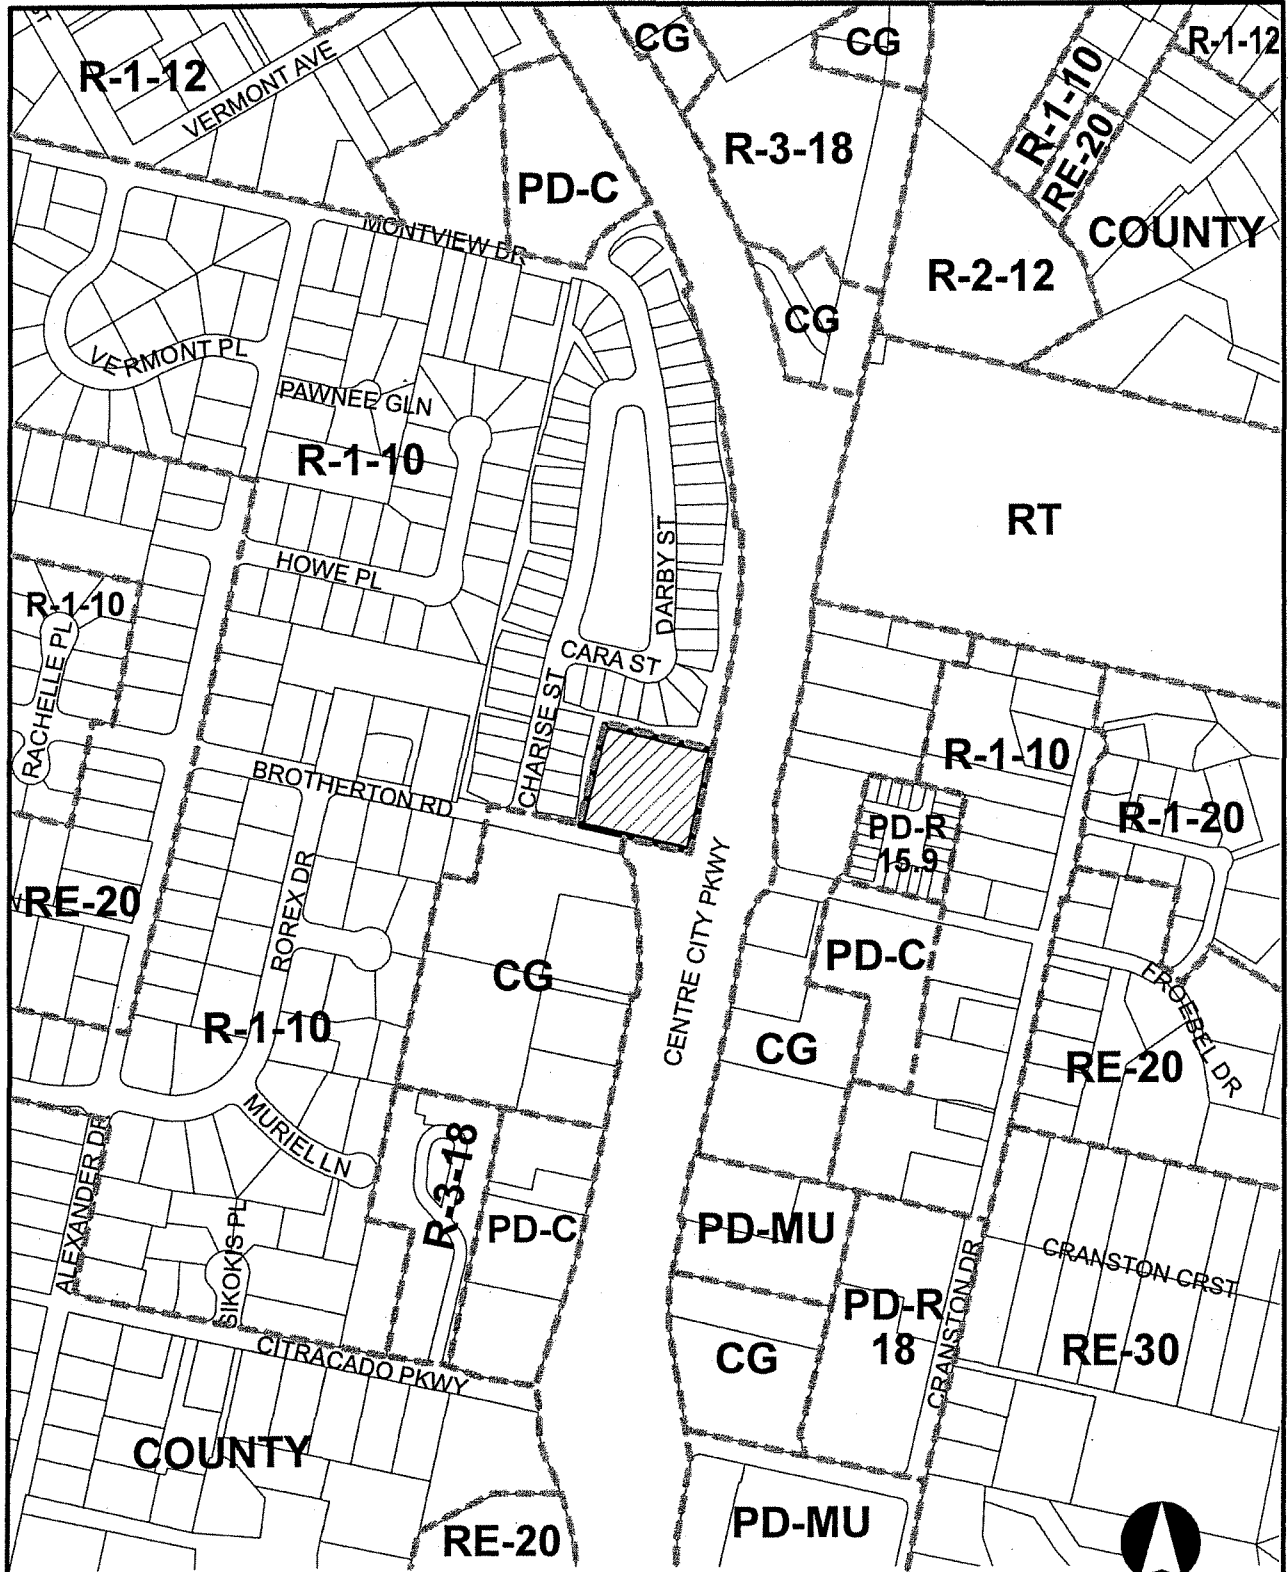 CG
CG
R-1-12
R-1-12
VERMONT AVE
R-1-10
RE-20
R-3-18
PD-C
COUNTY
MONTVIEW DR
R-2-12
CG
VERMONT PL
PAWNEE GLN
R-1-10
RT
DARBY ST
HOWE PL
R-1-10
RACHELLE PL
CARA ST
CHARISE ST
BROTHERTON RD
R-1-10
R-1-20
PD-R
15.9
RE-20
ROREX DR
CENTRE CITY PKWY
PD-C
CG
FROEBEL DR
R-1-10
CG
RE-20
MURIEL LN
ALEXANDER DR
R-3-18
SIKOKIS PL
PD-C
PD-MU
CRANSTON DR
CRANSTON CRST
PD-R
18
CITRACADO PKWY
CG
RE-30
COUNTY
RE-20
PD-MU